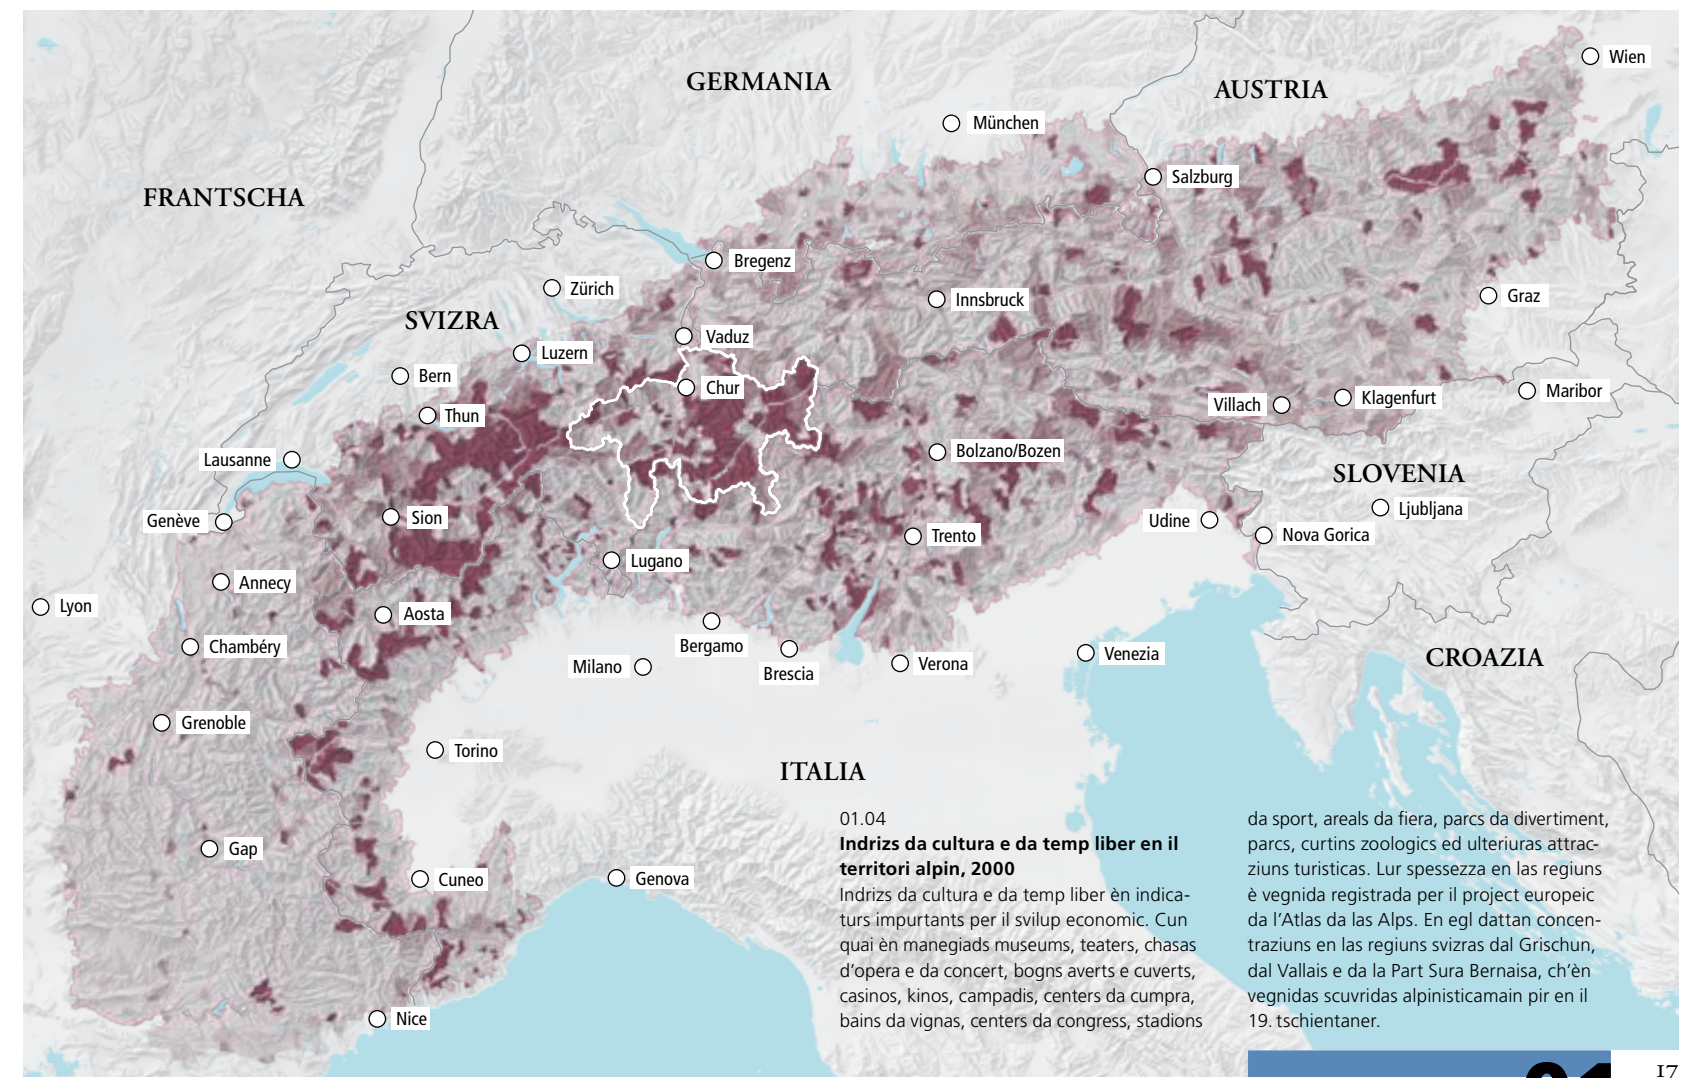 Wien
GERMANIA
AUSTRIA
München
Salzburg
FRANTSCHA
Bregenz
Zürich
Innsbruck
Graz
SVIZRA
Vaduz
Luzern
Bern
Chur
Maribor
Klagenfurt
Villach
Thun
Bolzano/Bozen
Lausanne
SLOVENIA
Ljubljana
Sion
Genève
Udine
Nova Gorica
Trento
Lugano
Annecy
Lyon
Aosta
Chambéry
Bergamo
Venezia
CROAZIA
Milano
Verona
Brescia
Grenoble
Torino
ITALIA
Gap
Cuneo
Genova
Nice
01.04
Indrizs da cultura e da temp liber en il
territori alpin, 2000
Indrizs da cultura e da temp liber èn indica-
turs impurtants per il svilup economic. Cun
quai èn manegiads museums, teaters, chasas
d'opera e da concert, bogns averts e cuverts,
casinos, kinos, campadis, centers da cumpra,
bains da vignas, centers da congress, stadions
da sport, areals da fiera, parcs da divertiment,
parcs, curtins zoologics ed ulteriuras attrac-
ziuns turisticas. Lur spessezza en las regiuns
è vegnida registrada per il project europeic
da l'Atlas da las Alps. En egl dattan concen-
traziuns en las regiuns svizras dal Grischun,
dal Vallais e da la Part Sura Bernaisa, ch'èn
vegnidas scuvridas alpinisticamain pir en il
19. tschientaner.
17